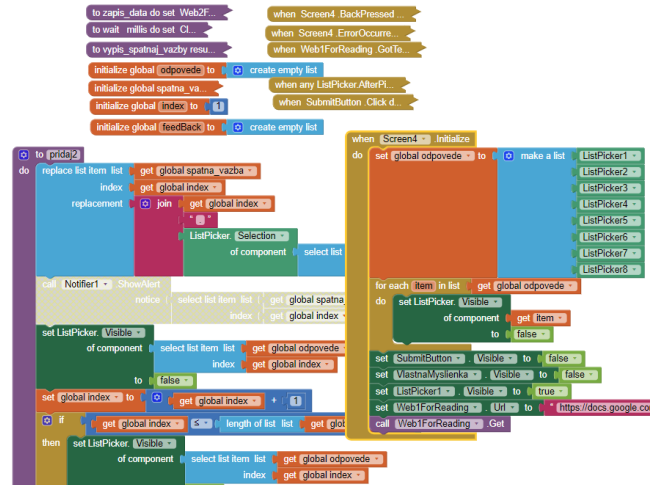 to zapis_data do set Web2F...
when Screen4 .BackPressed ...
to wait millis do set Cl...
when Screen4 .ErrorOccurre...
to vypis_spatnaj_vazby resu...
when Web1ForReading .GotTe...
initialize global odpovede to create empty list
initialize global spatna_va...
when any ListPicker.AfterPi...
initialize global index to 1
when SubmitButton .Click d...
initialize global feedBack to create empty list
to pridaj2
do replace list item list get global spatna_vazba
index get global index
replacement join get global index
" . "
ListPicker. Selection
of component select list
call Notifier1 .ShowAlert
notice select list item list get global spatna
index get global index
set ListPicker. Visible
of component select list item list get global odpovede
index get global index
to false
set global index to get global index + 1
if get global index ≤ length of list list get glob
then set ListPicker. Visible
of component select list item list get global odpovede
index get global index
when Screen4 .Initialize
do set global odpovede to make a list ListPicker1
ListPicker2
ListPicker3
ListPicker4
ListPicker5
ListPicker6
ListPicker7
ListPicker8
for each item in list get global odpovede
do set ListPicker. Visible
of component get item
to false
set SubmitButton . Visible to false
set VlastnaMyslienka . Visible to false
set ListPicker1 . Visible to true
set Web1ForReading . Url to " https://docs.google.com
call Web1ForReading .Get